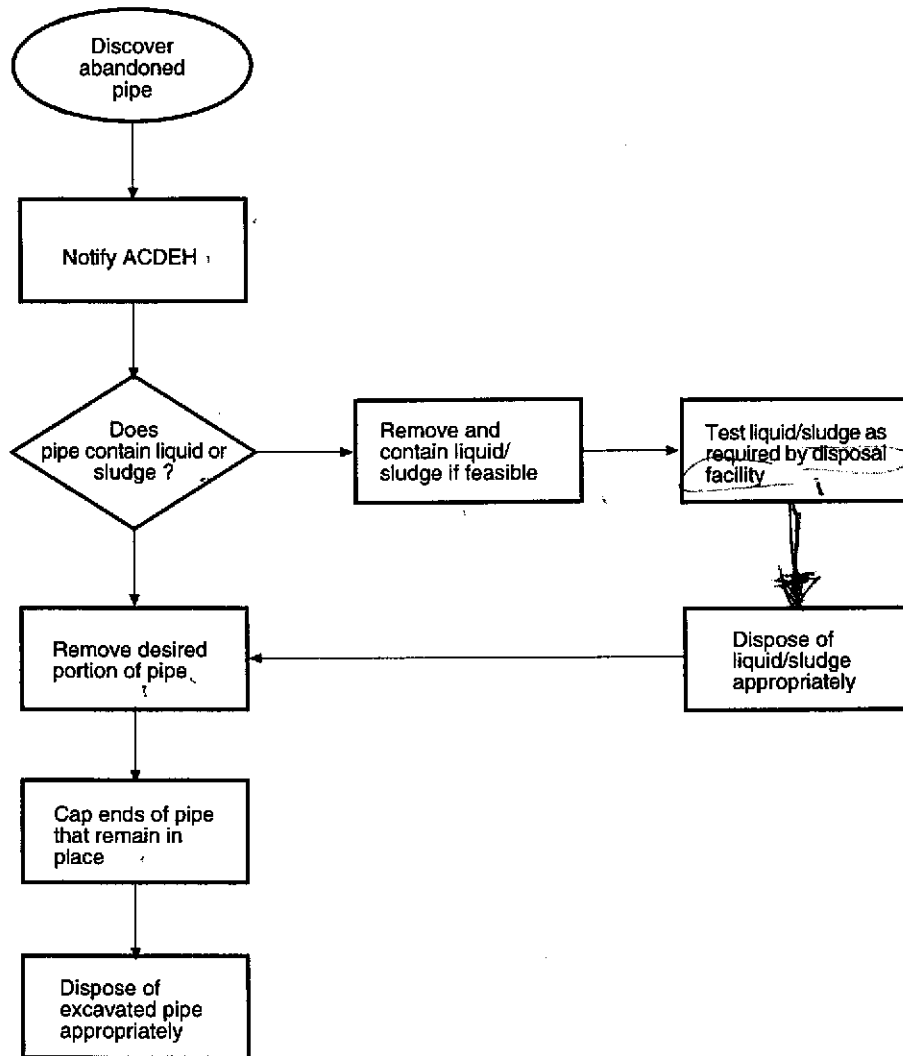 Discover
abandoned
pipe
Notify ACDEH
Does
pipe contain liquid or
sludge ?
Remove and
contain liquid/
sludge if feasible
Test liquid/sludge as
required by disposal
facility
Remove desired
portion of pipe
Dispose of
liquid/sludge
appropriately
Cap ends of pipe
that remain in
place
Dispose of
excavated pipe
appropriately